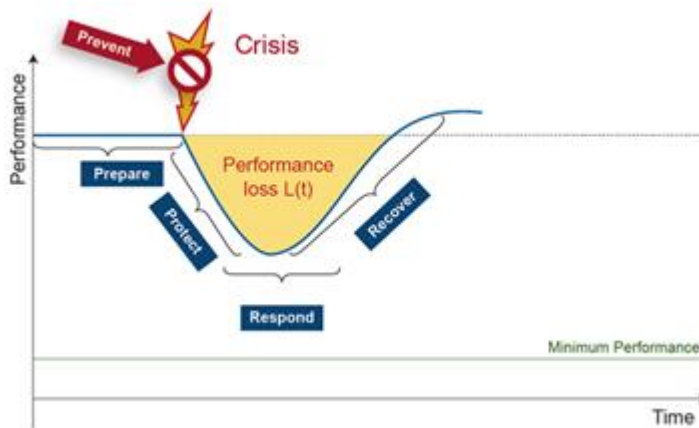 Prevent
Crisis
Performance
Prepare
Performance
loss L(t)
Protect
Recover
Respond
Minimum Performance
Time